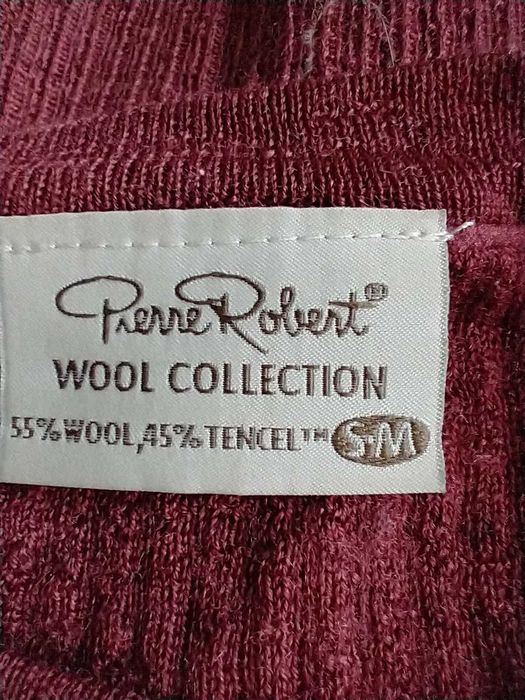 Pierre Robert®
WOOL COLLECTION
55%WOOL,45%TENCEL™ S-M